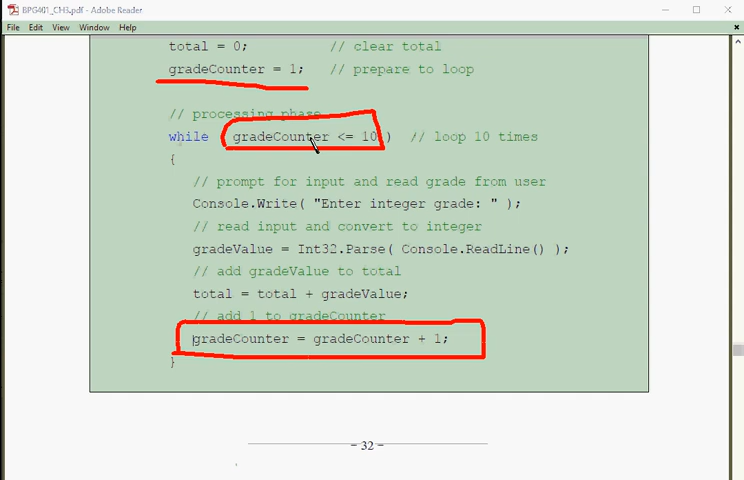 BPG401_CH3.pdf - Adobe Reader
File Edit View Window Help
total = 0; // clear total
gradeCounter = 1; // prepare to loop
// processing phase
while ( gradeCounter <= 10 ) // loop 10 times
{
// prompt for input and read grade from user
Console.Write( "Enter integer grade: " );
// read input and convert to integer
gradeValue = Int32.Parse( Console.ReadLine() );
// add gradeValue to total
total = total + gradeValue;
// add 1 to gradeCounter
gradeCounter = gradeCounter + 1;
}
- 32 -